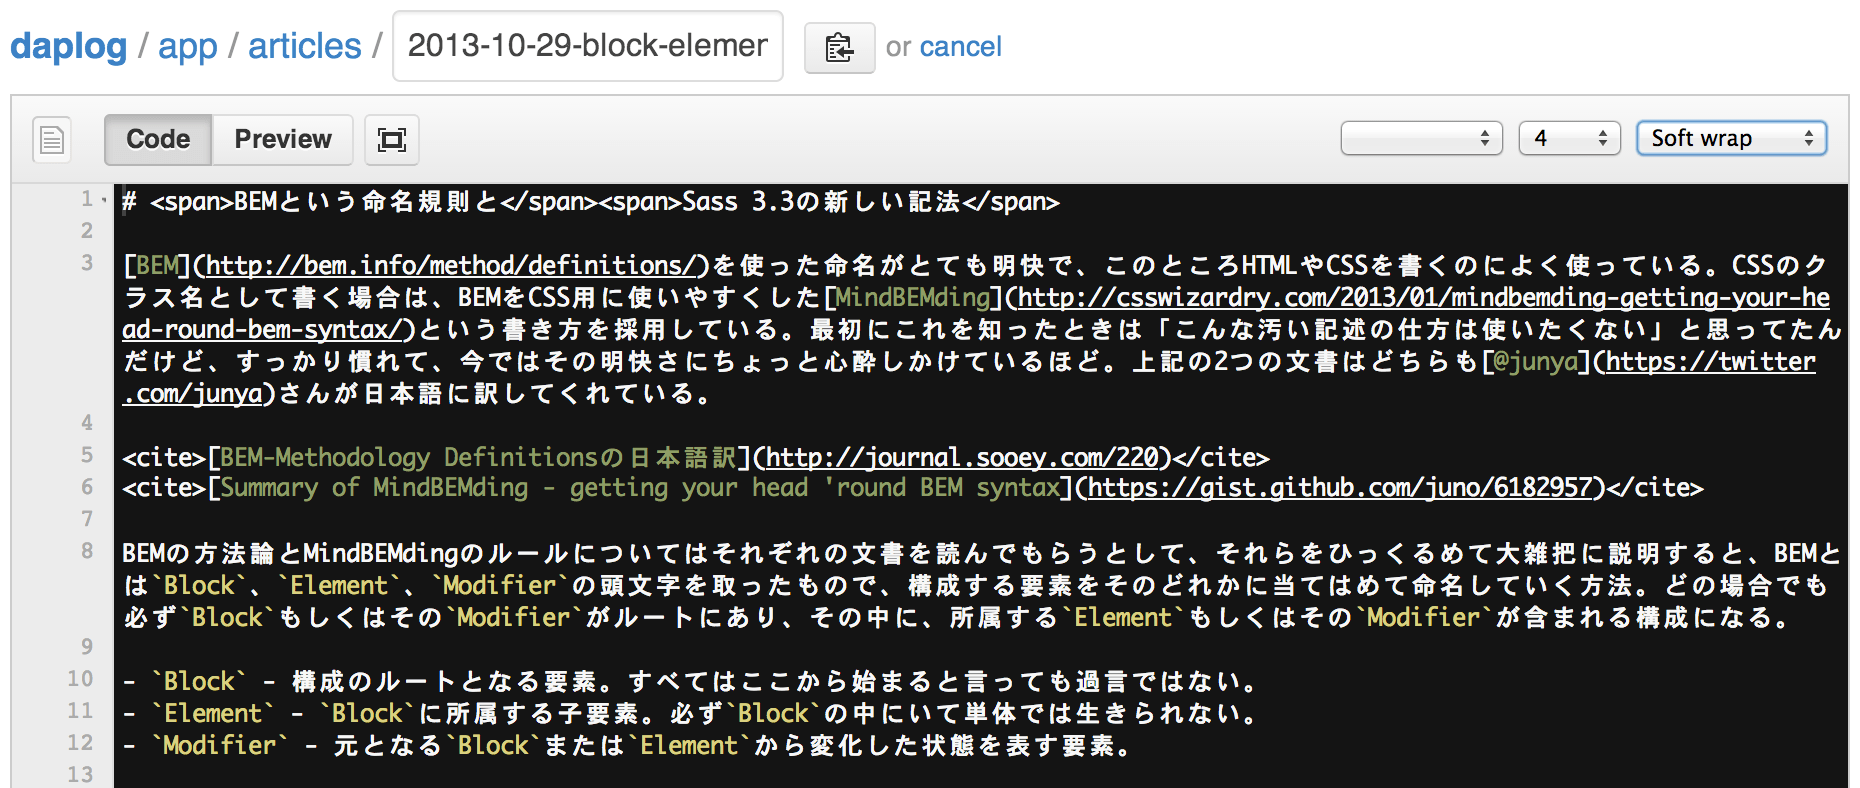 daplog / app / articles / 2013-10-29-block-elemer or cancel
Code Preview 4 Soft wrap
1 # <span>BEMという命名規則と</span><span>Sass 3.3の新しい記法</span>
2
3 [BEM](http://bem.info/method/definitions/)を使った命名がとても明快で、このところHTMLやCSSを書くのによく使っている。CSSのク
ラス名として書く場合は、BEMをCSS用に使いやすくした[MindBEMding](http://csswizardry.com/2013/01/mindbemding-getting-your-he
ad-round-bem-syntax/)という書き方を採用している。最初にこれを知ったときは「こんな汚い記述の仕方は使いたくない」と思ってたん
だけど、すっかり慣れて、今ではその明快さにちょっと心酔しかけているほど。上記の2つの文書はどちらも[@junya](https://twitter
.com/junya)さんが日本語に訳してくれている。
4
5 <cite>[BEM-Methodology Definitionsの日本語訳](http://journal.sooey.com/220)</cite>
6 <cite>[Summary of MindBEMding - getting your head 'round BEM syntax](https://gist.github.com/juno/6182957)</cite>
7
8 BEMの方法論とMindBEMdingのルールについてはそれぞれの文書を読んでもらうとして、それらをひっくるめて大雑把に説明すると、BEMと
は`Block`、`Element`、`Modifier`の頭文字を取ったもので、構成する要素をそのどれかに当てはめて命名していく方法。どの場合でも
必ず`Block`もしくはその`Modifier`がルートにあり、その中に、所属する`Element`もしくはその`Modifier`が含まれる構成になる。
9
10 - `Block` - 構成のルートとなる要素。すべてはここから始まると言っても過言ではない。
11 - `Element` - `Block`に所属する子要素。必ず`Block`の中にいて単体では生きられない。
12 - `Modifier` - 元となる`Block`または`Element`から変化した状態を表す要素。
13